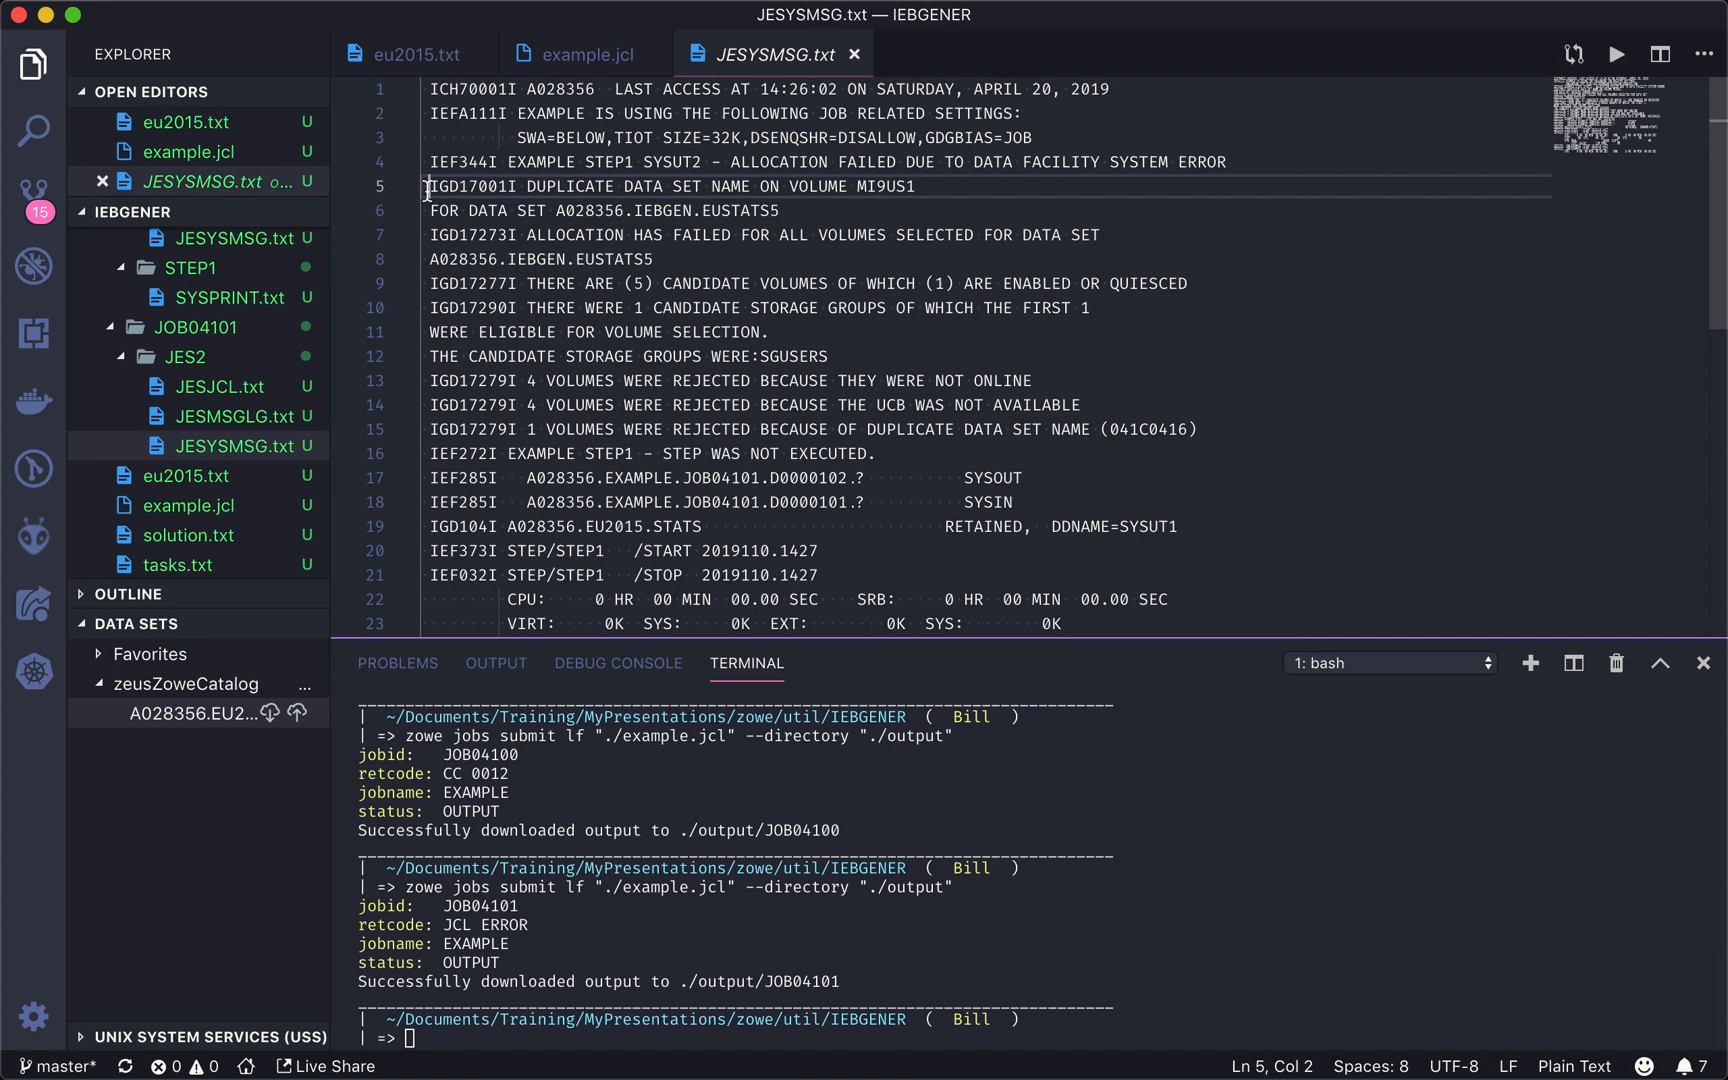 JESYSMSG.txt — IEBGENER
EXPLORER
OPEN EDITORS
eu2015.txt U
example.jcl U
JESYSMSG.txt o... U
15
IEBGENER
JESYSMSG.txt U
STEP1
SYSPRINT.txt U
JOB04101
JES2
JESJCL.txt U
JESMSGLG.txt U
JESYSMSG.txt U
eu2015.txt U
example.jcl U
solution.txt U
tasks.txt U
OUTLINE
DATA SETS
Favorites
zeusZoweCatalog ...
A028356.EU2...
UNIX SYSTEM SERVICES (USS)
eu2015.txt example.jcl JESYSMSG.txt
1 ICH70001I A028356  LAST ACCESS AT 14:26:02 ON SATURDAY, APRIL 20, 2019
2 IEFA111I EXAMPLE IS USING THE FOLLOWING JOB RELATED SETTINGS:
3 SWA=BELOW,TIOT SIZE=32K,DSENQSHR=DISALLOW,GDGBIAS=JOB
4 IEF344I EXAMPLE STEP1 SYSUT2 - ALLOCATION FAILED DUE TO DATA FACILITY SYSTEM ERROR
5 IGD17001I DUPLICATE DATA SET NAME ON VOLUME MI9US1
6 FOR DATA SET A028356.IEBGEN.EUSTATS5
7 IGD17273I ALLOCATION HAS FAILED FOR ALL VOLUMES SELECTED FOR DATA SET
8 A028356.IEBGEN.EUSTATS5
9 IGD17277I THERE ARE (5) CANDIDATE VOLUMES OF WHICH (1) ARE ENABLED OR QUIESCED
10 IGD17290I THERE WERE 1 CANDIDATE STORAGE GROUPS OF WHICH THE FIRST 1
11 WERE ELIGIBLE FOR VOLUME SELECTION.
12 THE CANDIDATE STORAGE GROUPS WERE:SGUSERS
13 IGD17279I 4 VOLUMES WERE REJECTED BECAUSE THEY WERE NOT ONLINE
14 IGD17279I 4 VOLUMES WERE REJECTED BECAUSE THE UCB WAS NOT AVAILABLE
15 IGD17279I 1 VOLUMES WERE REJECTED BECAUSE OF DUPLICATE DATA SET NAME (041C0416)
16 IEF272I EXAMPLE STEP1 - STEP WAS NOT EXECUTED.
17 IEF285I   A028356.EXAMPLE.JOB04101.D0000102.?          SYSOUT
18 IEF285I   A028356.EXAMPLE.JOB04101.D0000101.?          SYSIN
19 IGD104I A028356.EU2015.STATS                         RETAINED,  DDNAME=SYSUT1
20 IEF373I STEP/STEP1   /START 2019110.1427
21 IEF032I STEP/STEP1   /STOP  2019110.1427
22 CPU:     0 HR  00 MIN  00.00 SEC    SRB:     0 HR  00 MIN  00.00 SEC
23 VIRT:     0K  SYS:     0K  EXT:        0K  SYS:        0K
PROBLEMS OUTPUT DEBUG CONSOLE TERMINAL 1: bash
|  ~/Documents/Training/MyPresentations/zowe/util/IEBGENER  (  Bill  )
| => zowe jobs submit lf "./example.jcl" --directory "./output"
jobid:   JOB04100
retcode: CC 0012
jobname: EXAMPLE
status:  OUTPUT
Successfully downloaded output to ./output/JOB04100
|  ~/Documents/Training/MyPresentations/zowe/util/IEBGENER  (  Bill  )
| => zowe jobs submit lf "./example.jcl" --directory "./output"
jobid:   JOB04101
retcode: JCL ERROR
jobname: EXAMPLE
status:  OUTPUT
Successfully downloaded output to ./output/JOB04101
|  ~/Documents/Training/MyPresentations/zowe/util/IEBGENER  (  Bill  )
| =>
master* 0 0 Live Share Ln 5, Col 2 Spaces: 8 UTF-8 LF Plain Text 7